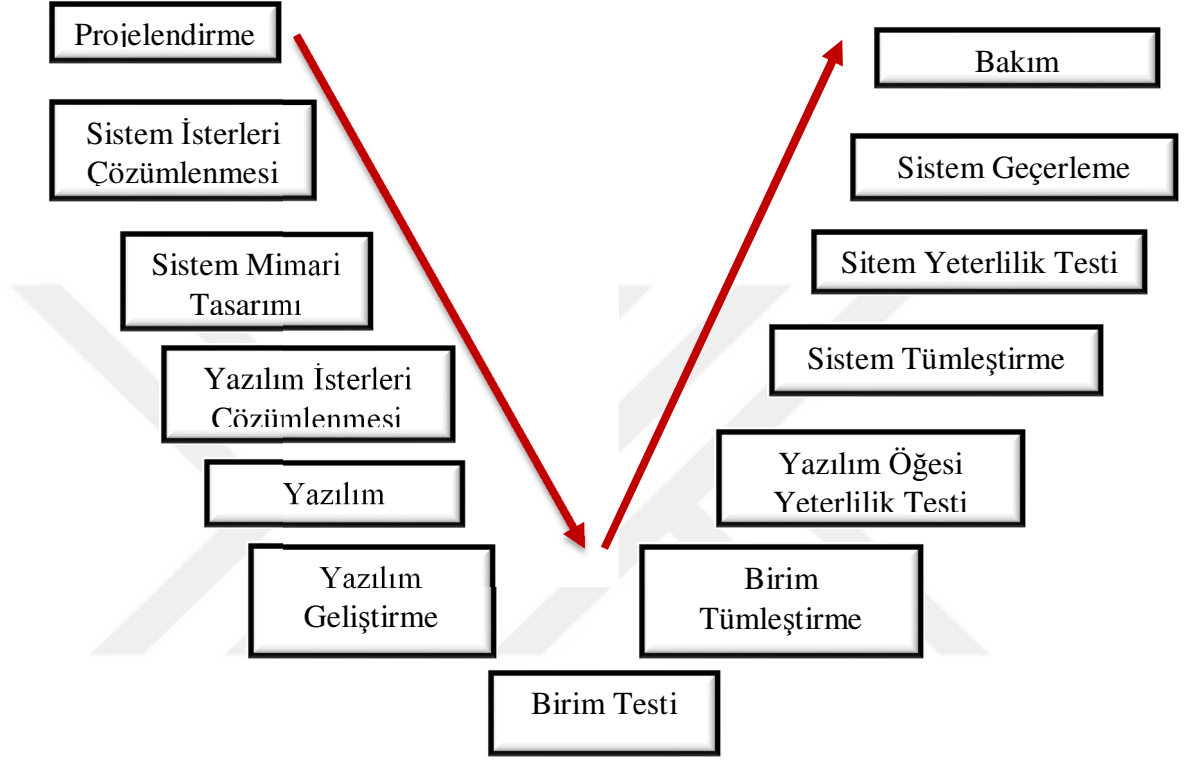 Projelendirme
Sistem İsterleri
Çözümlenmesi
Sistem Mimari
Tasarımı
Yazılım İsterleri
Çözümlenmesi
Yazılım
Yazılım
Geliştirme
Birim Testi
Birim
Tümleştirme
Yazılım Öğesi
Yeterlilik Testi
Sistem Tümleştirme
Sitem Yeterlilik Testi
Sistem Geçerleme
Bakım